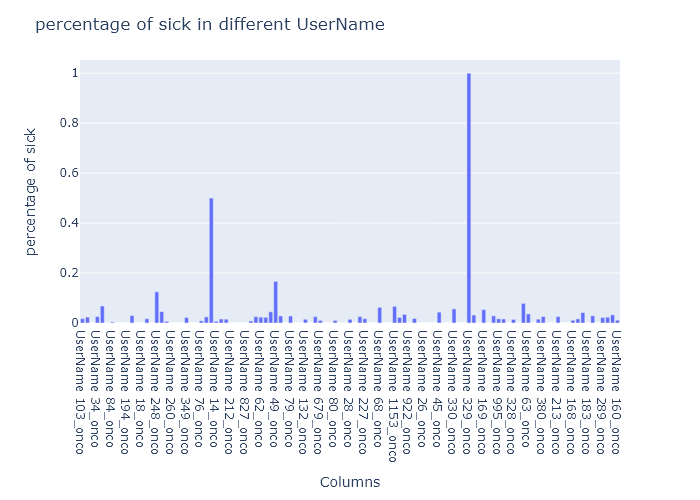 percentage of sick in different UserName
percentage of sick
1
0.8
0.6
0.4
0.2
0
UserName 103_onco
UserName 34_onco
UserName 84_onco
UserName 194_onco
UserName 18_onco
UserName 248_onco
UserName 260_onco
UserName 349_onco
UserName 76_onco
UserName 14_onco
UserName 212_onco
UserName 827_onco
UserName 62_onco
UserName 49_onco
UserName 79_onco
UserName 132_onco
UserName 679_onco
UserName 80_onco
UserName 28_onco
UserName 227_onco
UserName 68_onco
UserName 1153_onco
UserName 922_onco
UserName 26_onco
UserName 45_onco
UserName 330_onco
UserName 329_onco
UserName 169_onco
UserName 995_onco
UserName 328_onco
UserName 63_onco
UserName 380_onco
UserName 213_onco
UserName 168_onco
UserName 183_onco
UserName 289_onco
UserName 160_onco
Columns